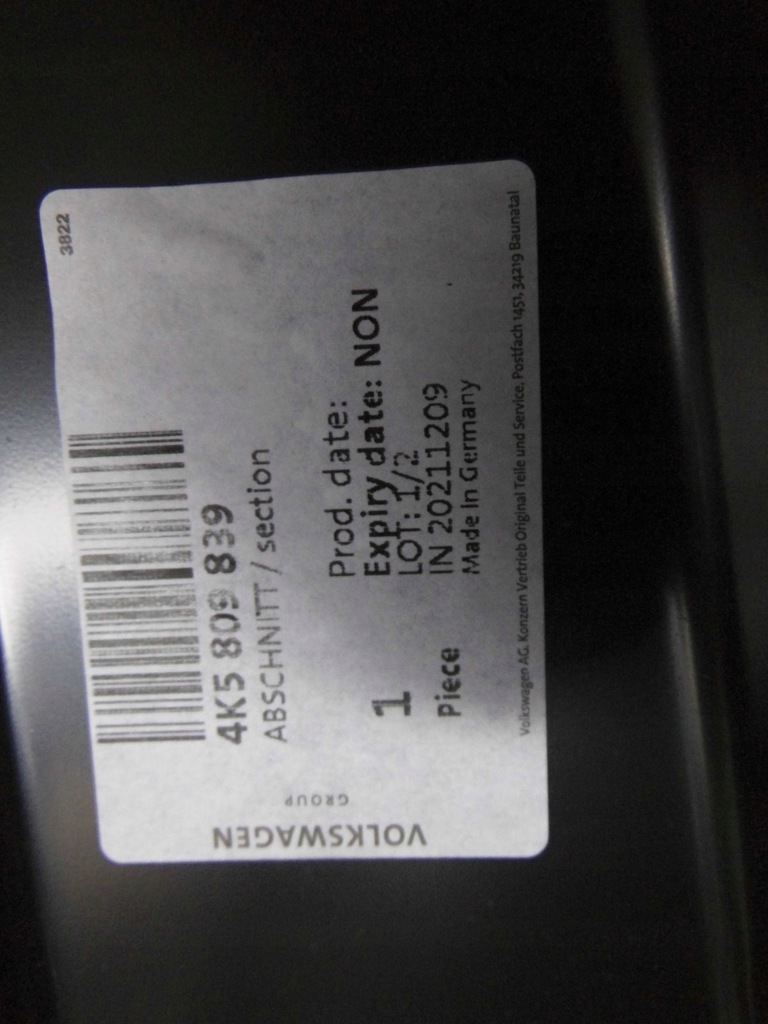 3822
4K5 809 839
ABSCHNITT / section
Prod. date:
Expiry date: NON
LOT: 1/2
IN 20211209
Made In Germany
1
Piece
Volkswagen AG, Konzern Vertrieb Original Teile und Service, Postfach 1451, 34219 Baunatal
VOLKSWAGEN
GROUP